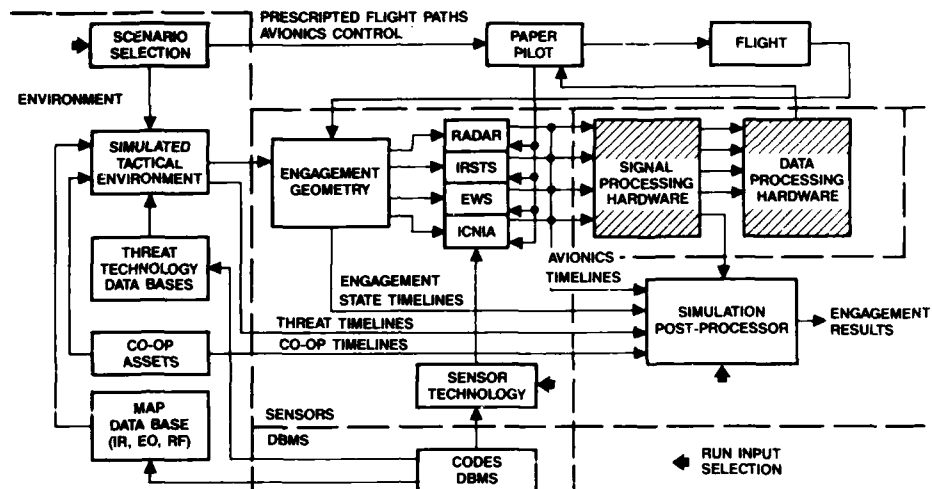 PRESCRIPTED FLIGHT PATHS
AVIONICS CONTROL
SCENARIO
SELECTION
PAPER
PILOT
FLIGHT
ENVIRONMENT
SIMULATED
TACTICAL
ENVIRONMENT
ENGAGEMENT
GEOMETRY
RADAR
IRSTS
EWS
ICNIA
SIGNAL
PROCESSING
HARDWARE
DATA
PROCESSING
HARDWARE
THREAT
TECHNOLOGY
DATA BASES
ENGAGEMENT
STATE TIMELINES
AVIONICS
TIMELINES
THREAT TIMELINES
CO-OP TIMELINES
SIMULATION
POST-PROCESSOR
ENGAGEMENT
RESULTS
CO-OP
ASSETS
SENSOR
TECHNOLOGY
MAP
DATA BASE
(IR, EO, RF)
SENSORS
DBMS
CODES
DBMS
RUN INPUT
SELECTION